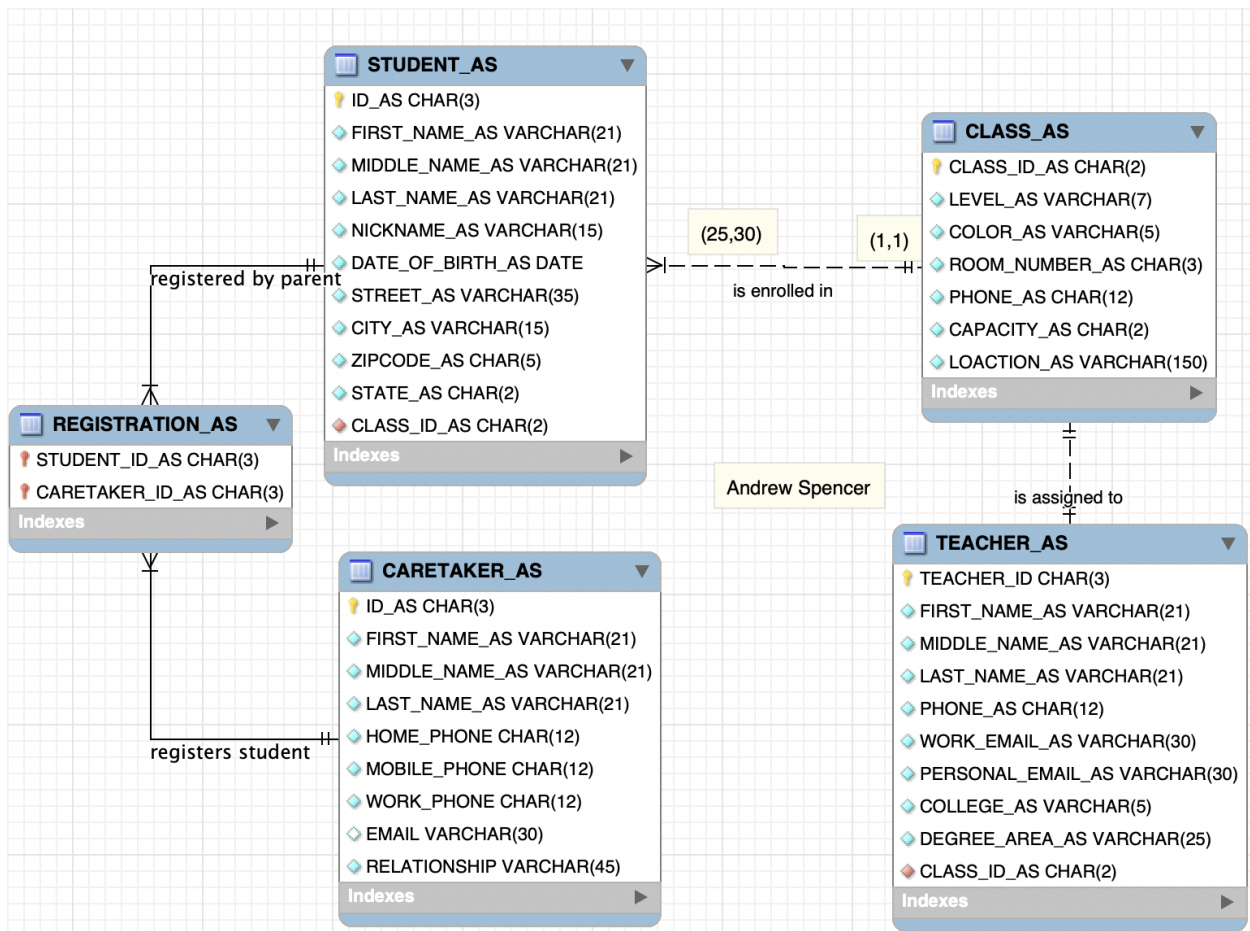 STUDENT_AS
ID_AS CHAR(3)
FIRST_NAME_AS VARCHAR(21)
MIDDLE_NAME_AS VARCHAR(21)
LAST_NAME_AS VARCHAR(21)
NICKNAME_AS VARCHAR(15)
DATE_OF_BIRTH_AS DATE
STREET_AS VARCHAR(35)
CITY_AS VARCHAR(15)
ZIPCODE_AS CHAR(5)
STATE_AS CHAR(2)
CLASS_ID_AS CHAR(2)
Indexes
CLASS_AS
CLASS_ID_AS CHAR(2)
LEVEL_AS VARCHAR(7)
COLOR_AS VARCHAR(5)
ROOM_NUMBER_AS CHAR(3)
PHONE_AS CHAR(12)
CAPACITY_AS CHAR(2)
LOACTION_AS VARCHAR(150)
Indexes
(25,30)
(1,1)
is enrolled in
registered by parent
REGISTRATION_AS
STUDENT_ID_AS CHAR(3)
CARETAKER_ID_AS CHAR(3)
Indexes
Andrew Spencer
is assigned to
CARETAKER_AS
ID_AS CHAR(3)
FIRST_NAME_AS VARCHAR(21)
MIDDLE_NAME_AS VARCHAR(21)
LAST_NAME_AS VARCHAR(21)
HOME_PHONE CHAR(12)
MOBILE_PHONE CHAR(12)
WORK_PHONE CHAR(12)
EMAIL VARCHAR(30)
RELATIONSHIP VARCHAR(45)
Indexes
registers student
TEACHER_AS
TEACHER_ID CHAR(3)
FIRST_NAME_AS VARCHAR(21)
MIDDLE_NAME_AS VARCHAR(21)
LAST_NAME_AS VARCHAR(21)
PHONE_AS CHAR(12)
WORK_EMAIL_AS VARCHAR(30)
PERSONAL_EMAIL_AS VARCHAR(30)
COLLEGE_AS VARCHAR(5)
DEGREE_AREA_AS VARCHAR(25)
CLASS_ID_AS CHAR(2)
Indexes